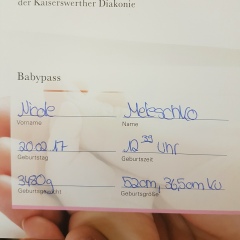 der Kaiserswerther Diakonie
Babypass
Nicole Meleschko
Vorname Name
20.02.17 12 39 Uhr
Geburtstag Geburtszeit
3480g 52cm, 36,5cm KU
Geburtsgewicht Geburtsgröße